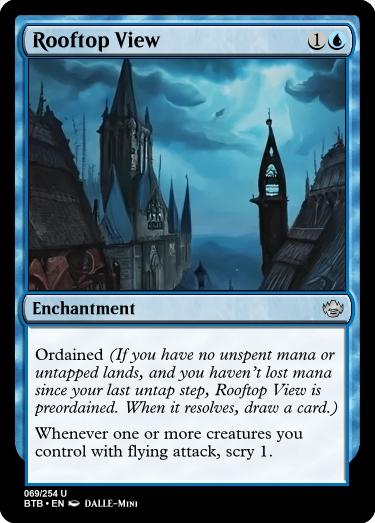 Rooftop View 1
Enchantment
Ordained (If you have no unspent mana or
untapped lands, and you haven't lost mana
since your last untap step, Rooftop View is
preordained. When it resolves, draw a card.)
Whenever one or more creatures you
control with flying attack, scry 1.
069/254 U
BTB • EN DALLE-Mini